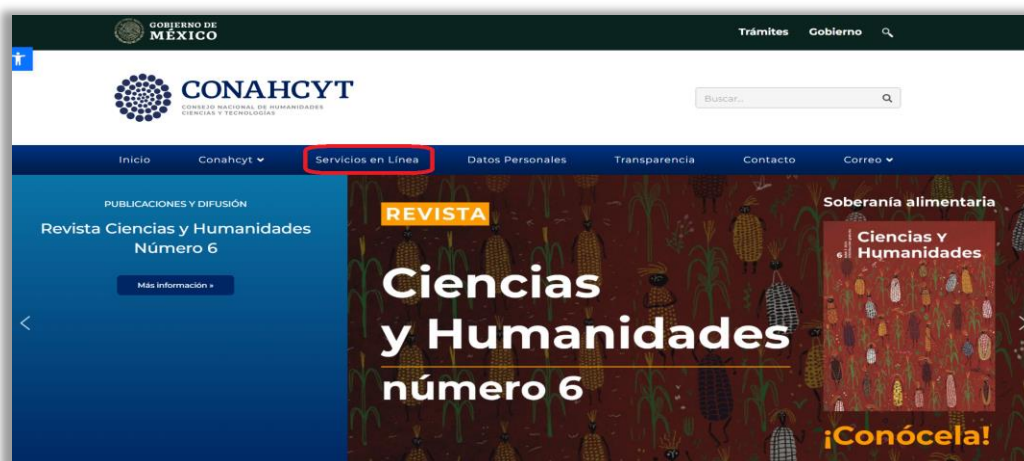 GOBIERNO DE
MÉXICO
Trámites Gobierno
CONAHCYT
CONSEJO NACIONAL DE HUMANIDADES
CIENCIAS Y TECNOLOGÍAS
Buscar...
Inicio Conahcyt Servicios en Línea Datos Personales Transparencia Contacto Correo
PUBLICACIONES Y DIFUSIÓN
Revista Ciencias y Humanidades
Número 6
Más información »
REVISTA
Ciencias
y Humanidades
número 6
Soberanía alimentaria
Ciencias Y
6 Humanidades
¡Conócela!